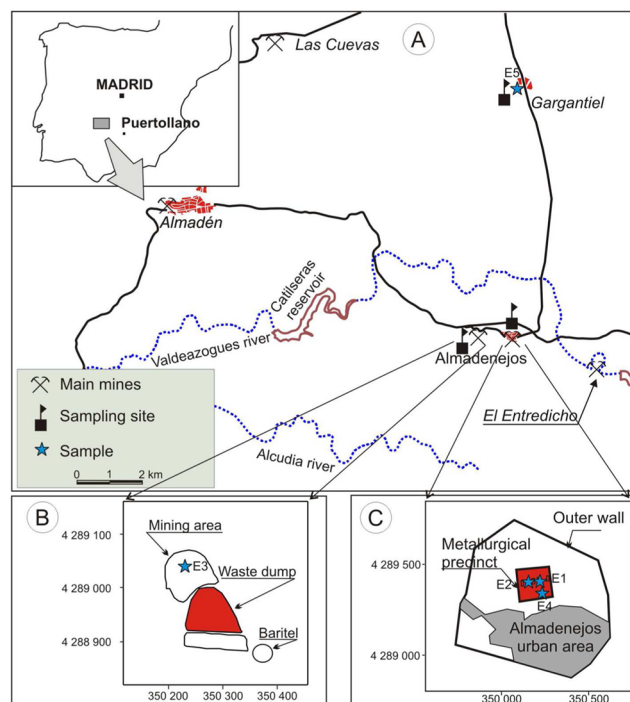 A
Las Cuevas
MADRID
Puertollano
E5
Gargantiel
Almadén
Catilseras
reservoir
Valdeazogues river
Almadenejos
El Entredicho
Main mines
Sampling site
Sample
0 1 2 km
Alcudia river
B
4 289 100
4 289 000
4 288 900
Mining area
E3
Waste dump
Baritel
350 200 350 300 350 400
C
4 289 500
4 289 000
Outer wall
Metallurgical
precinct
E2
E1
E4
Almadenejos
urban area
350 000 350 500